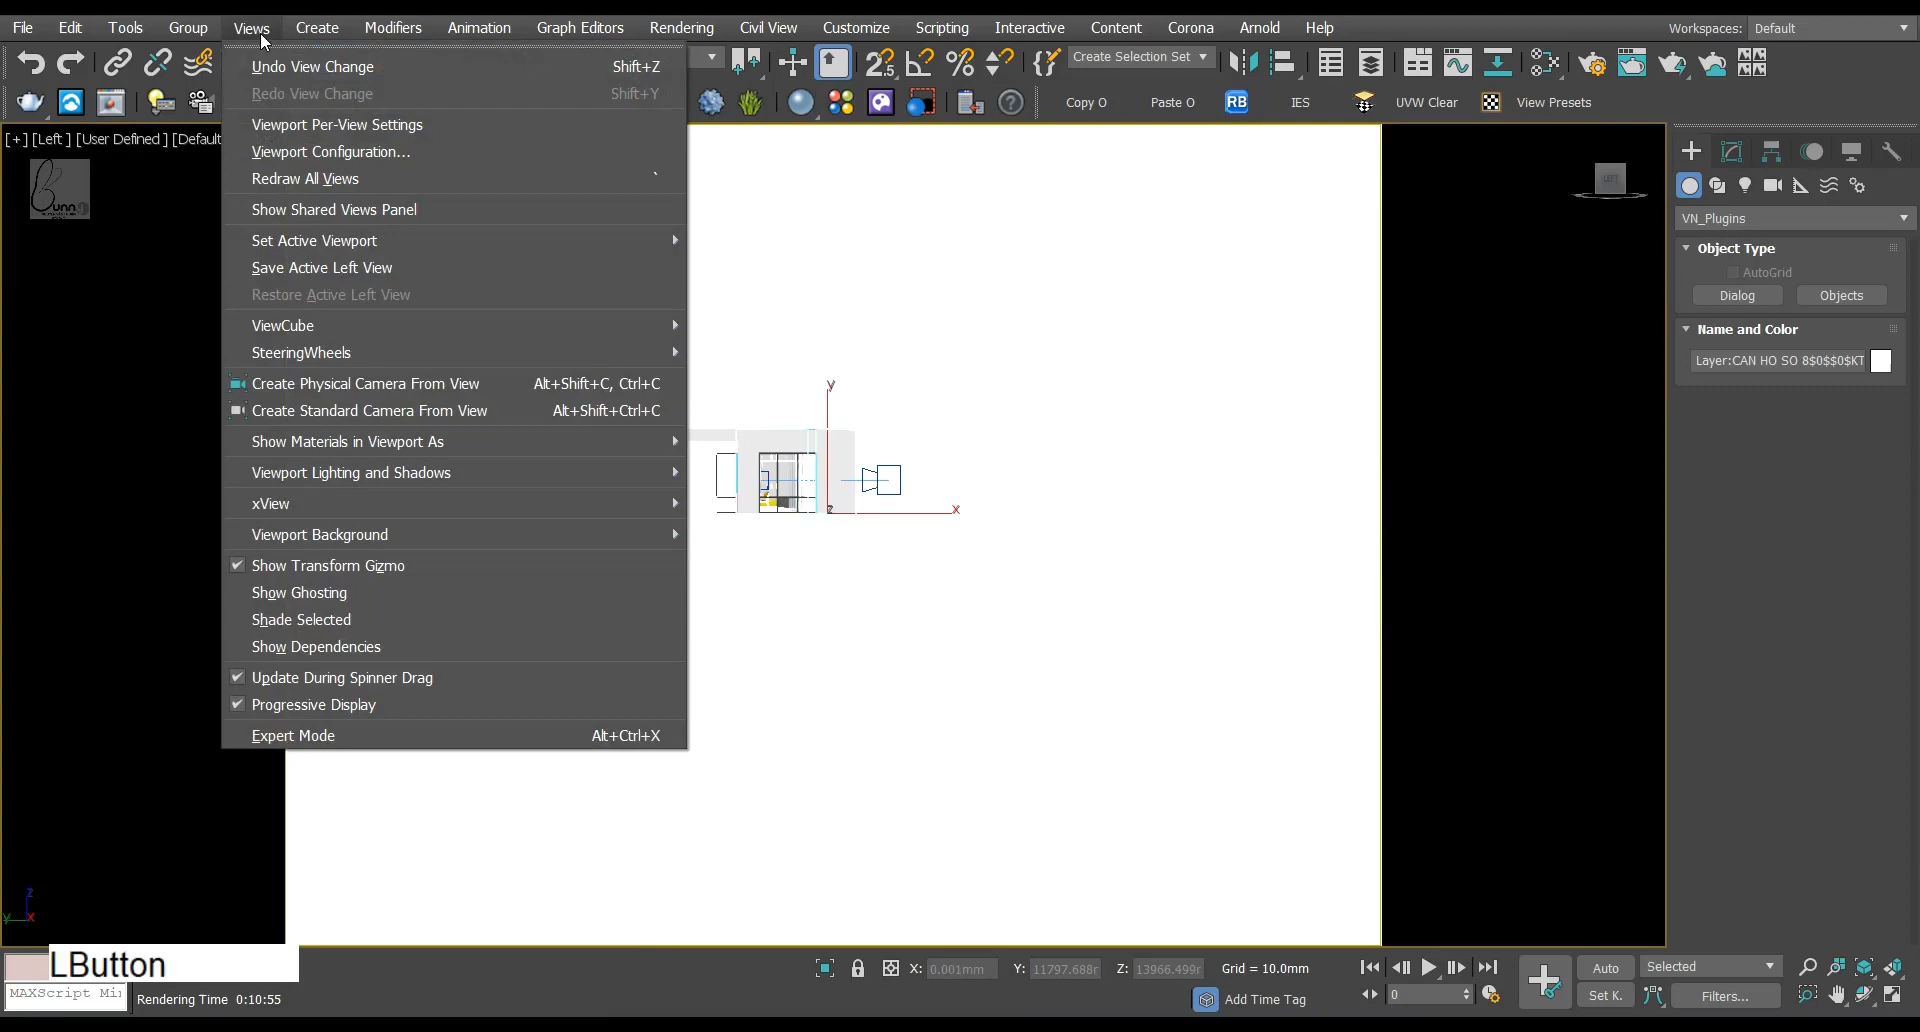 File Edit Tools Group Views Create Modifiers Animation Graph Editors Rendering Civil View Customize Scripting Interactive Content Corona Arnold Help Workspaces: Default
Create Selection Set
Copy O Paste O RB IES UVW Clear View Presets
[+] [Left ] [User Defined ] [Default
Undo View Change Shift+Z
Redo View Change Shift+Y
Viewport Per-View Settings
Viewport Configuration...
Redraw All Views `
Show Shared Views Panel
Set Active Viewport
Save Active Left View
Restore Active Left View
ViewCube
SteeringWheels
Create Physical Camera From View Alt+Shift+C, Ctrl+C
Create Standard Camera From View Alt+Shift+Ctrl+C
Show Materials in Viewport As
Viewport Lighting and Shadows
xView
Viewport Background
Show Transform Gizmo
Show Ghosting
Shade Selected
Show Dependencies
Update During Spinner Drag
Progressive Display
Expert Mode Alt+Ctrl+X
y
z
x
LEFT
VN_Plugins
Object Type
AutoGrid
Dialog Objects
Name and Color
Layer:CAN HO SO 8$0$$0$KT
z
y x
LButton
MAXScript Mi
Rendering Time 0:10:55
X: 0.001mm Y: 11797.688r Z: 13966.499r Grid = 10.0mm
Add Time Tag
0
Auto Selected
Set K. Filters...